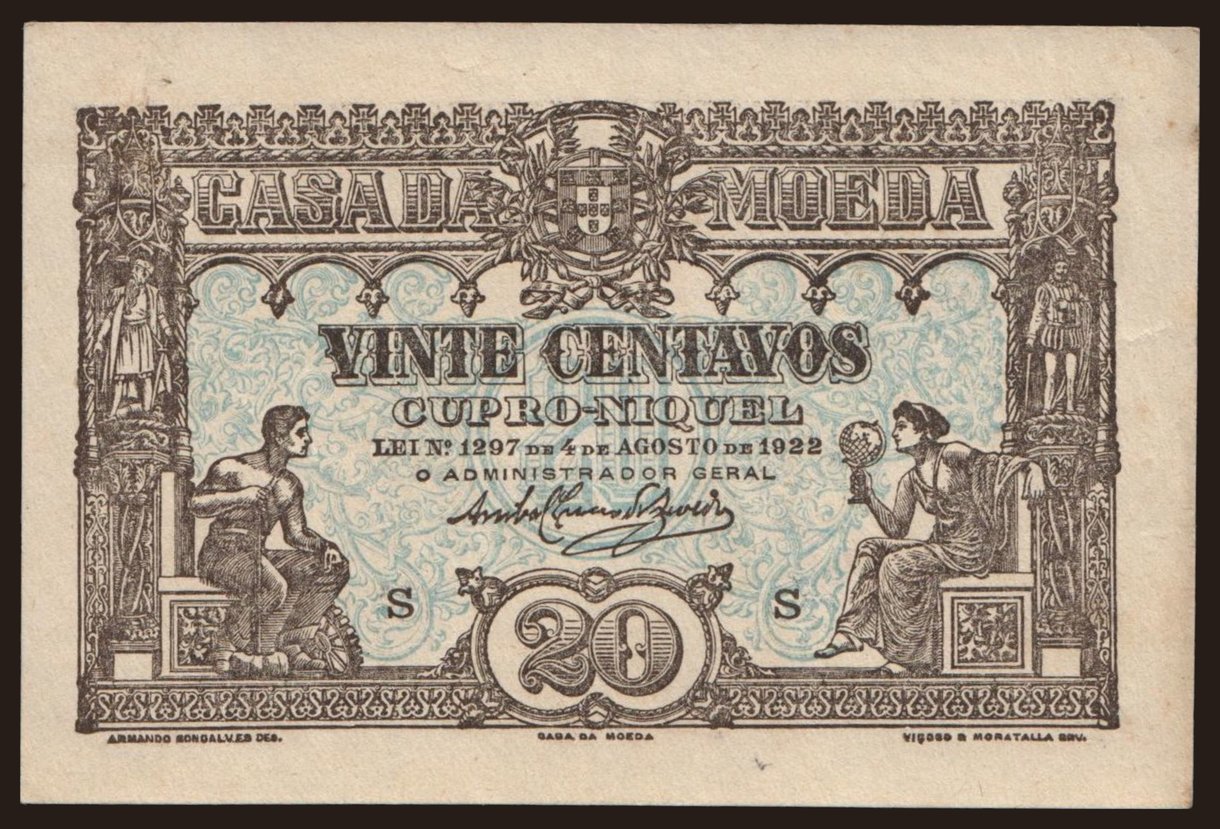 CASA DA MOEDA
VINTE CENTAVOS
CUPRO-NIQUEL
LEI Nº 1297 DE 4 DE AGOSTO DE 1922
O ADMINISTRADOR GERAL
S S
20
ARMANDO GONÇALVES DES. CASA DA MOEDA VIÇOSO & MORATALLA GRV.